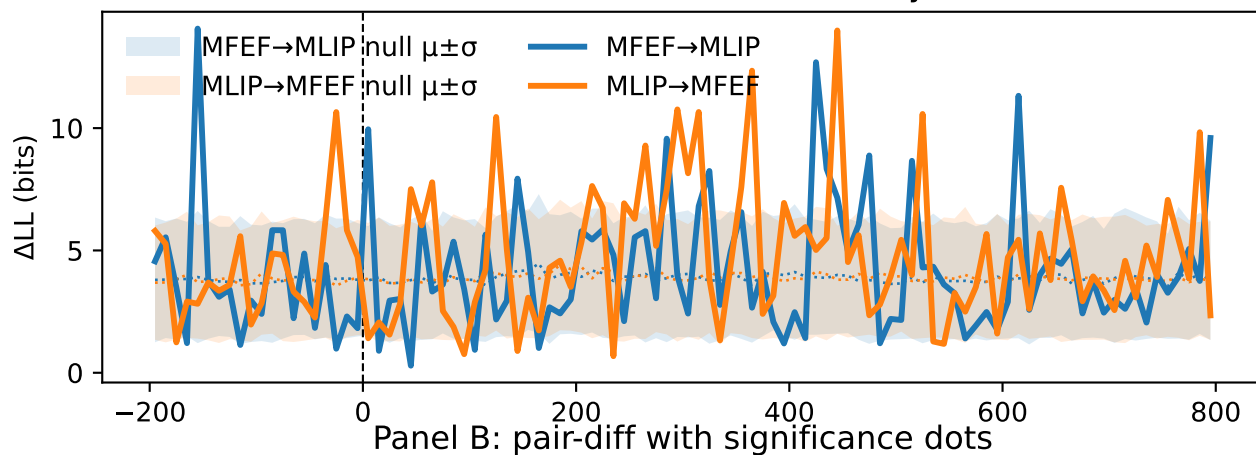 MFEF→MLIP null μ±σ
MLIP→MFEF null μ±σ
MFEF→MLIP
MLIP→MFEF
ΔLL (bits)
10
5
0
−200 0 200 400 600 800
Panel B: pair-diff with significance dots